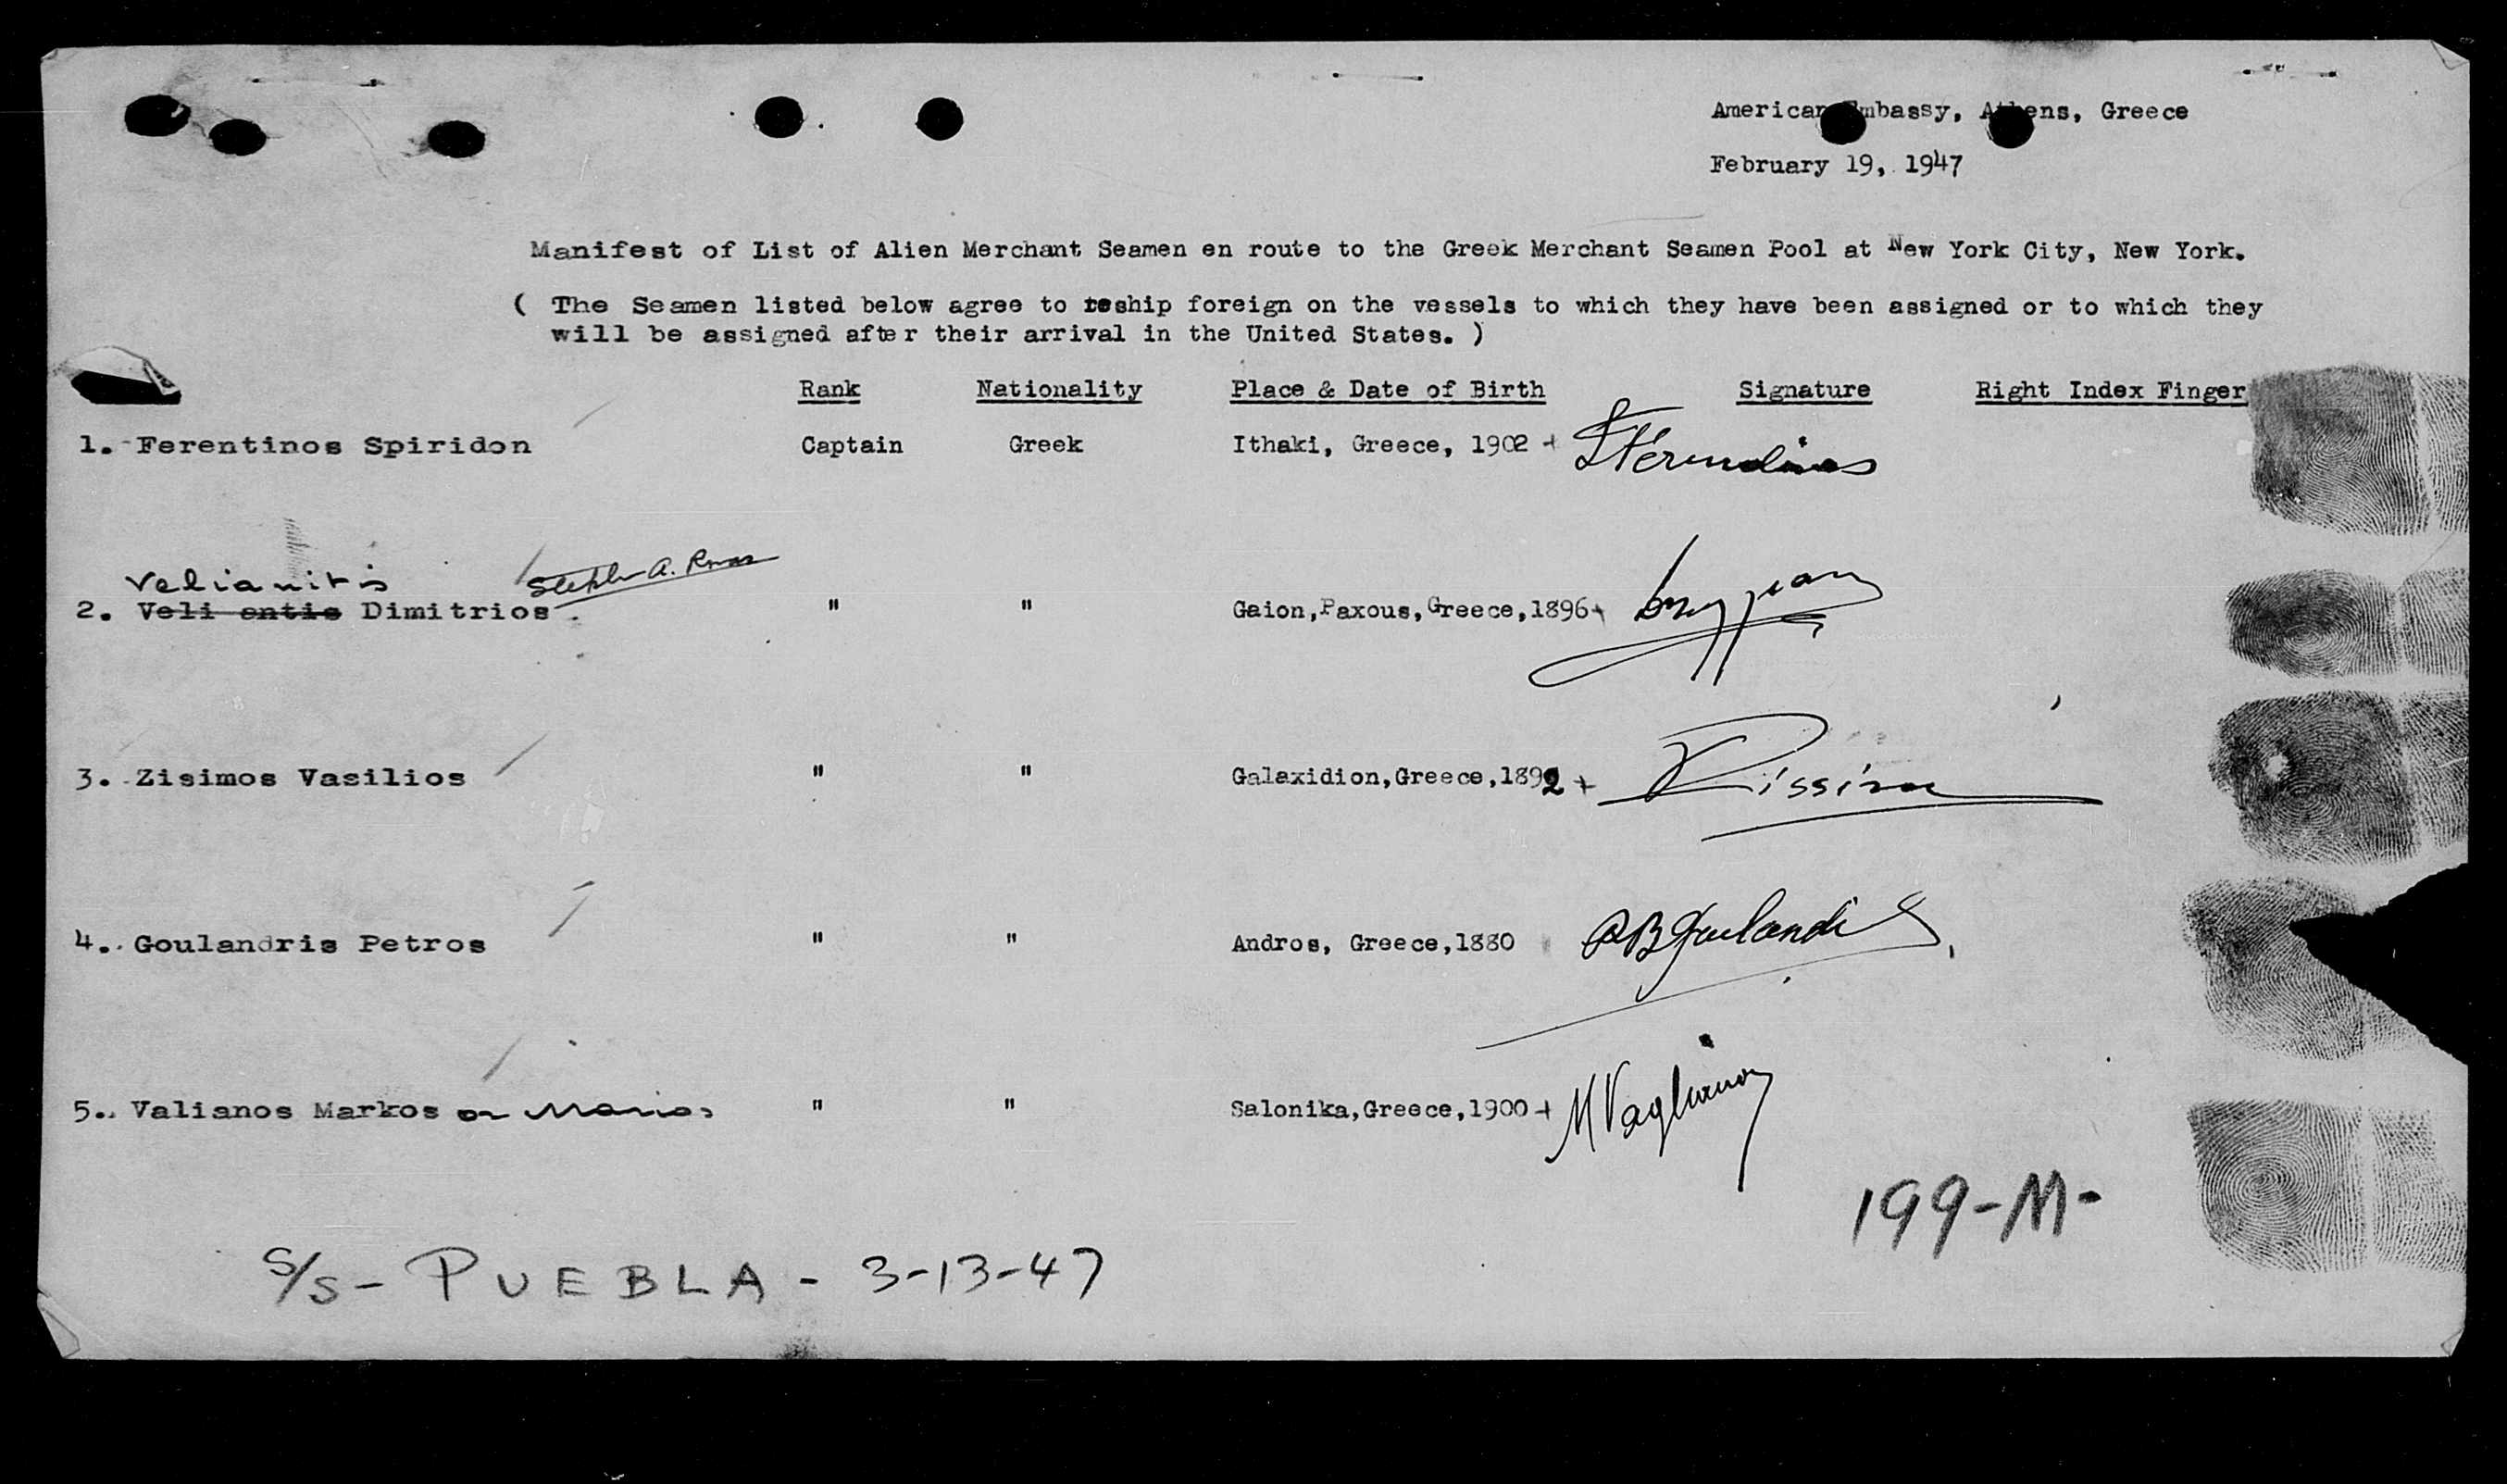 American Embassy, Athens, Greece
February 19, 1947
Manifest of List of Alien Merchant Seamen en route to the Greek Merchant Seamen Pool at New York City, New York.
( The Seamen listed below agree to reship foreign on the vessels to which they have been assigned or to which they
will be assigned after their arrival in the United States. )
Rank Nationality Place & Date of Birth Signature Right Index Finger
1. Ferentinos Spiridon Captain Greek Ithaki, Greece, 1902 +
Velianitis
2. Veli antis Dimitrios " " Gaion,Paxous,Greece,1896+
3. Zisimos Vasilios " " Galaxidion,Greece,1892 +
4. Goulandris Petros " " Andros, Greece,1880
5. Valianos Markos or Marios " " Salonika,Greece,1900 + M Vagliano
199-M-
S/S - PUEBLA - 3-13-47